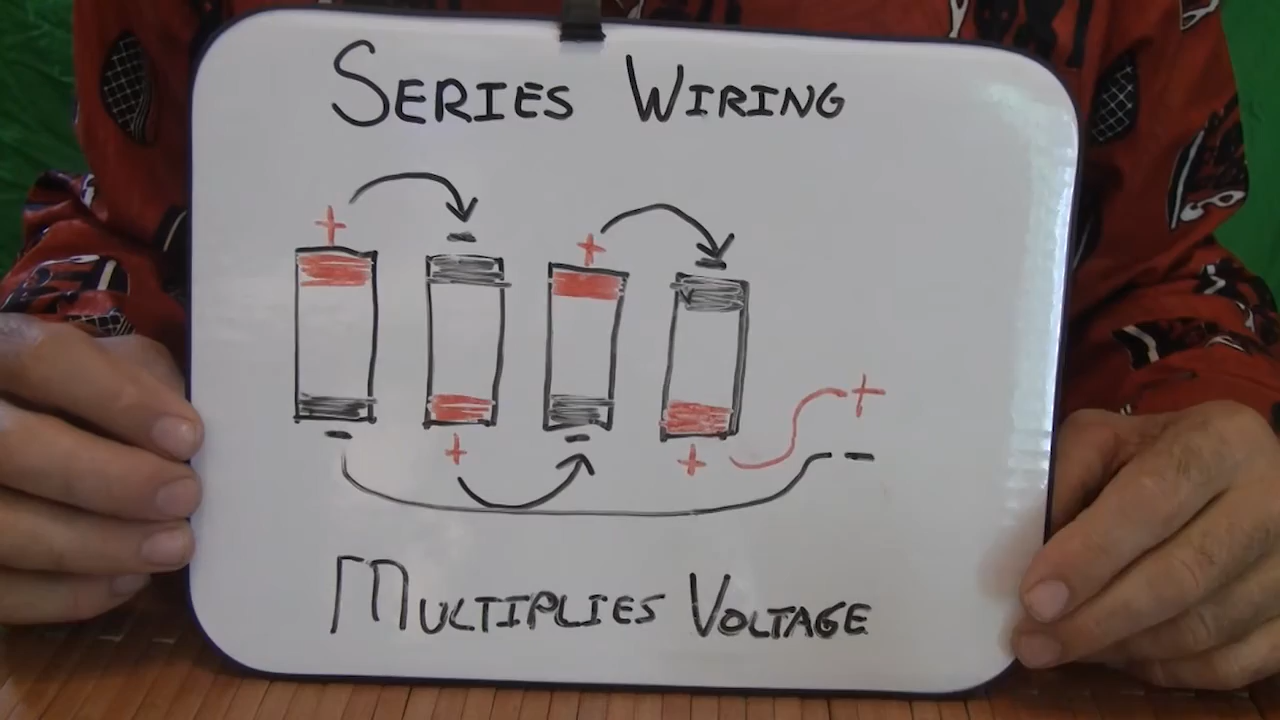 SERIES WIRING
+ - + -
- + - + + -
MULTIPLIES VOLTAGE